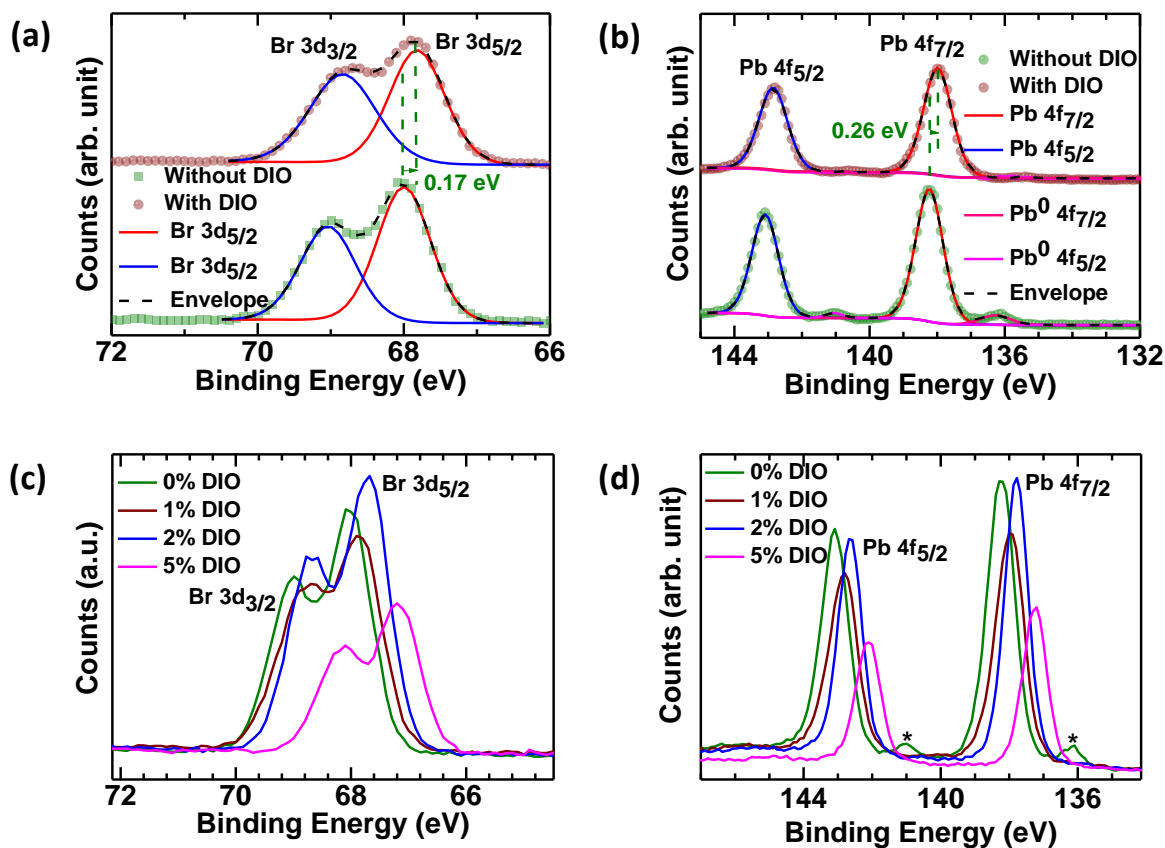 (a)
Br 3d3/2
Br 3d5/2
0.17 eV
Without DIO
With DIO
Br 3d5/2
Br 3d5/2
Envelope
Counts (arb. unit)
72 70 68 66
Binding Energy (eV)
(b)
Pb 4f5/2
Pb 4f7/2
0.26 eV
Without DIO
With DIO
Pb 4f7/2
Pb 4f5/2
Pb0 4f7/2
Pb0 4f5/2
Envelope
Counts (arb. unit)
144 140 136 132
Binding Energy (eV)
(c)
0% DIO
1% DIO
2% DIO
5% DIO
Br 3d5/2
Br 3d3/2
Counts (a.u.)
72 70 68 66
Binding Energy (eV)
(d)
0% DIO
1% DIO
2% DIO
5% DIO
Pb 4f7/2
Pb 4f5/2
* *
Counts (arb. unit)
144 140 136
Binding Energy (eV)